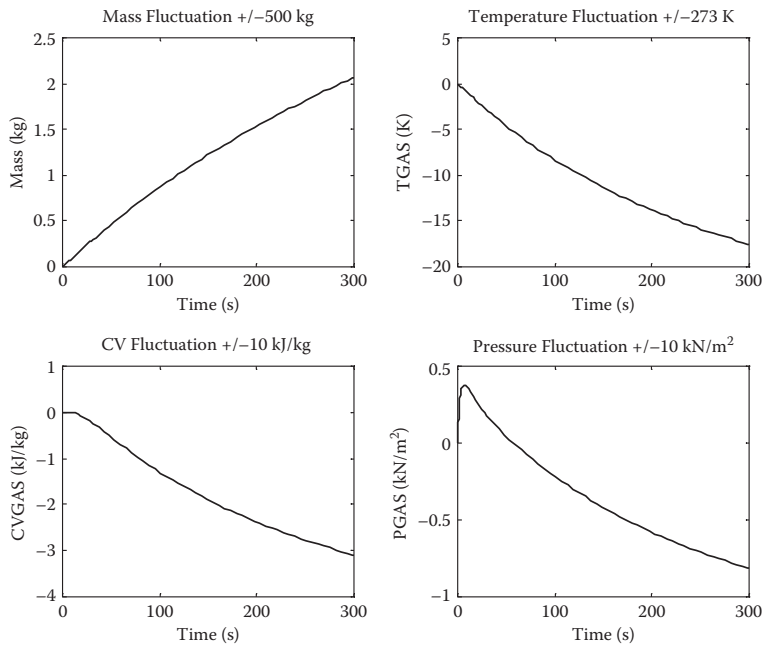 Mass Fluctuation +/−500 kg
2.5
2
1.5
1
0.5
0
Mass (kg)
0 100 200 300
Time (s)
Temperature Fluctuation +/−273 K
5
0
−5
−10
−15
−20
TGAS (K)
0 100 200 300
Time (s)
CV Fluctuation +/−10 kJ/kg
1
0
−1
−2
−3
−4
CVGAS (kJ/kg)
0 100 200 300
Time (s)
Pressure Fluctuation +/−10 kN/m²
0.5
0
−0.5
−1
PGAS (kN/m²)
0 100 200 300
Time (s)